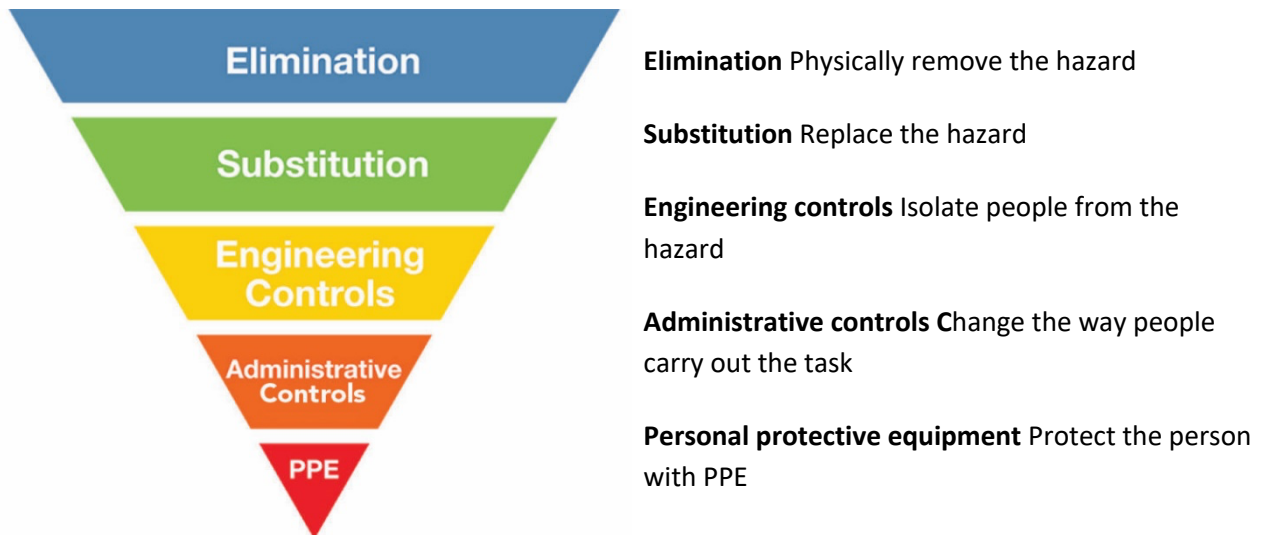 Elimination
Substitution
Engineering
Controls
Administrative
Controls
PPE
Elimination Physically remove the hazard
Substitution Replace the hazard
Engineering controls Isolate people from the
hazard
Administrative controls Change the way people
carry out the task
Personal protective equipment Protect the person
with PPE